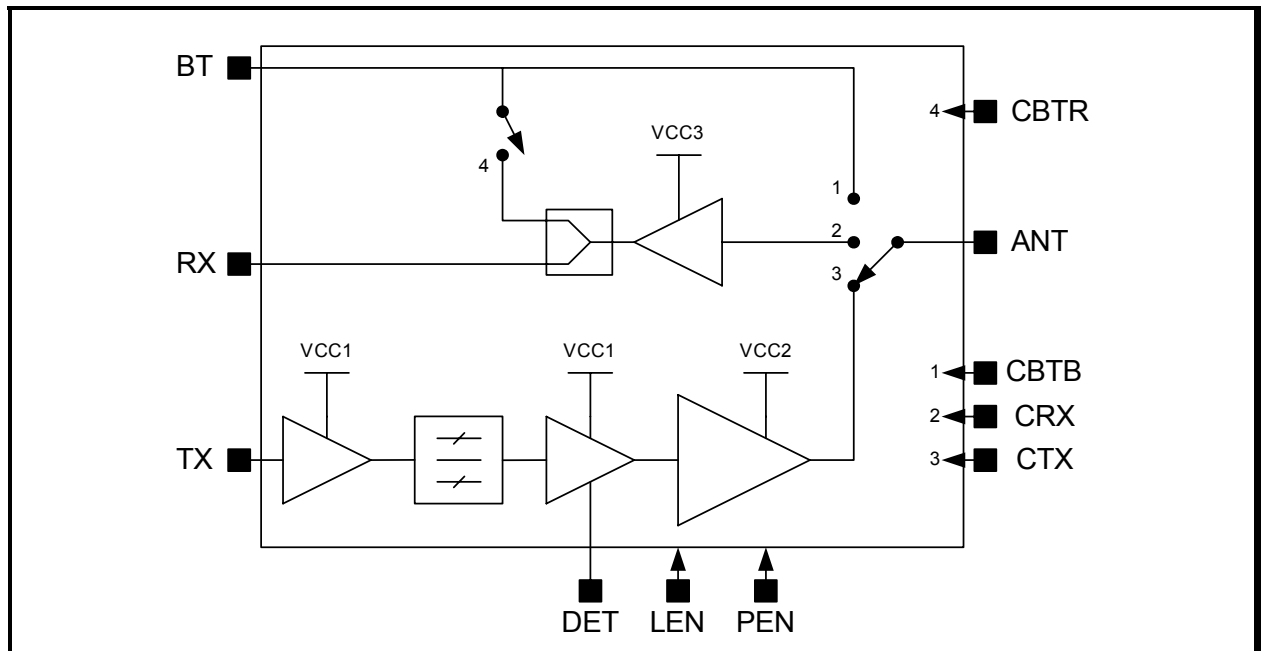 BT
4
CBTR
VCC3
4
1
2
ANT
RX
3
VCC1
VCC1
VCC2
1
CBTB
2
CRX
TX
3
CTX
DET
LEN
PEN